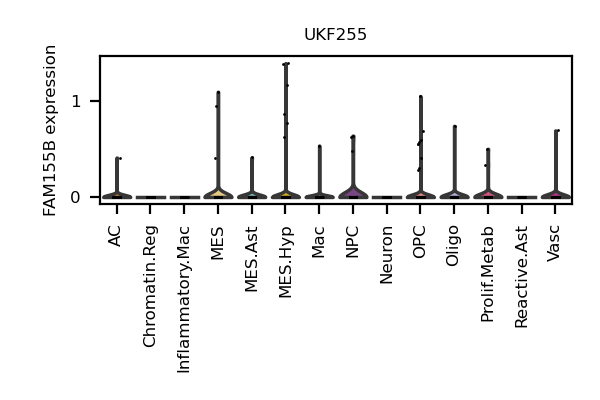 UKF255
FAM155B expression
1
0
AC
Chromatin.Reg
Inflammatory.Mac
MES
MES.Ast
MES.Hyp
Mac
NPC
Neuron
OPC
Oligo
Prolif.Metab
Reactive.Ast
Vasc